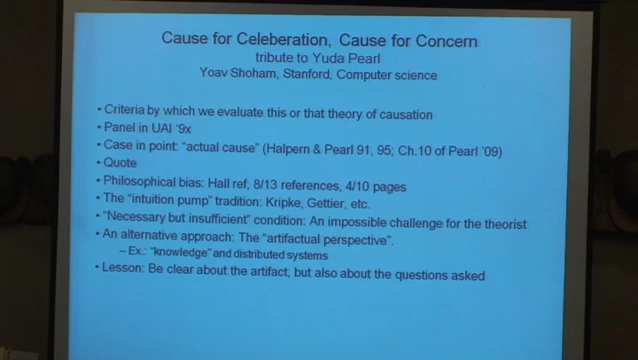 Cause for Celeberation, Cause for Concern
tribute to Yuda Pearl
Yoav Shoham, Stanford, Computer science
• Criteria by which we evaluate this or that theory of causation
• Panel in UAI '9x
• Case in point: "actual cause" (Halpern & Pearl 91, 95; Ch.10 of Pearl '09)
• Quote
• Philosophical bias: Hall ref, 8/13 references, 4/10 pages
• The "intuition pump" tradition: Kripke, Gettier, etc.
• "Necessary but insufficient" condition: An impossible challenge for the theorist
• An alternative approach: The "artifactual perspective".
– Ex.: "knowledge" and distributed systems
• Lesson: Be clear about the artifact, but also about the questions asked